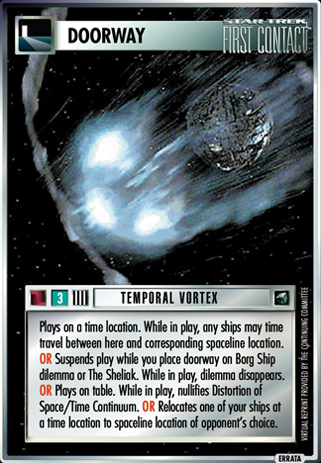 DOORWAY
STAR TREK
FIRST CONTACT
3
TEMPORAL VORTEX
Plays on a time location. While in play, any ships may time
travel between here and corresponding spaceline location.
OR Suspends play while you place doorway on Borg Ship
dilemma or The Sheliak. While in play, dilemma disappears.
OR Plays on table. While in play, nullifies Distortion of
Space/Time Continuum. OR Relocates one of your ships at
a time location to spaceline location of opponent's choice.
VIRTUAL REPRINT PROVIDED BY THE CONTINUING COMMITTEE
ERRATA